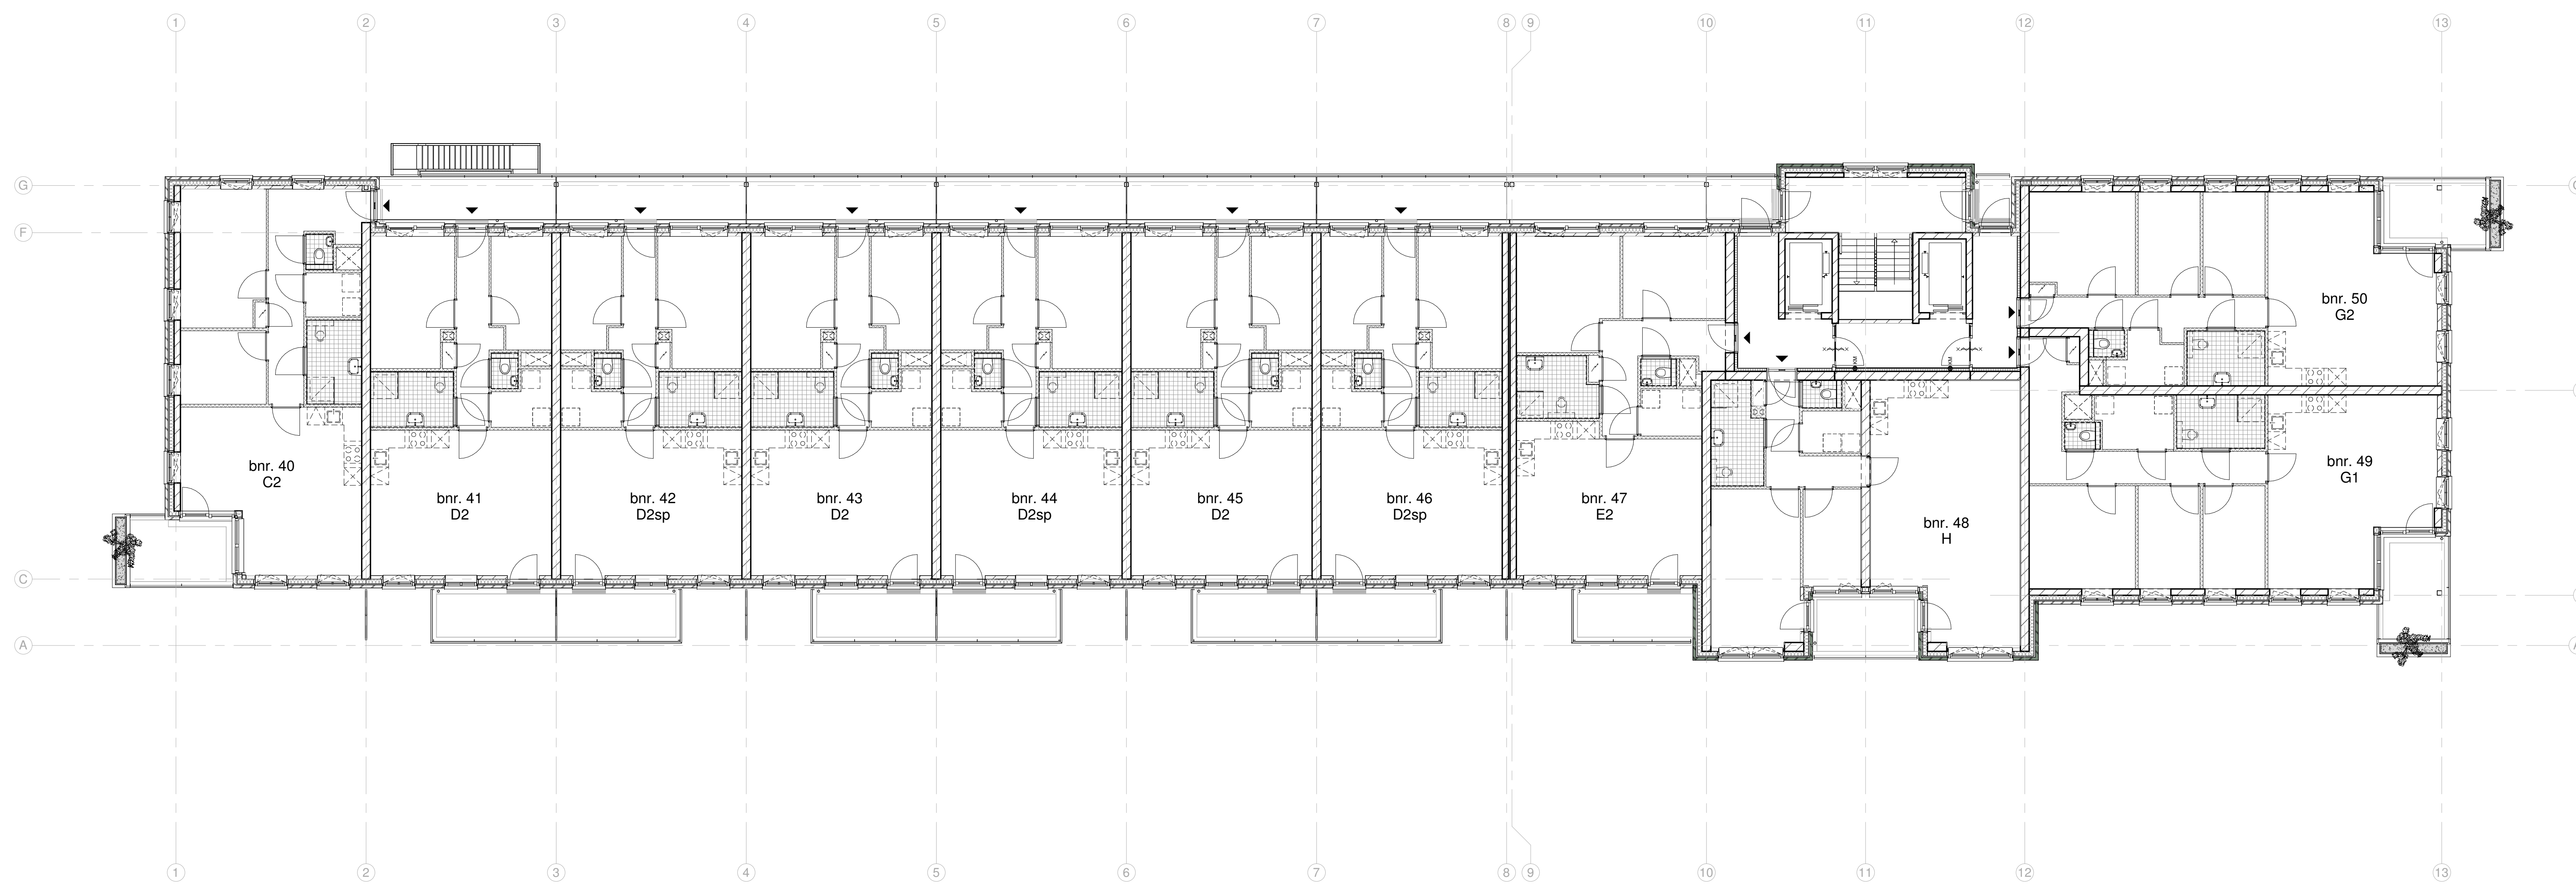 1 2 3 4 5 6 7 8 9 10 11 12 13
G
F
bnr. 50
G2
bnr. 40
C2
bnr. 49
G1
bnr. 41
D2
bnr. 42
D2sp
bnr. 43
D2
bnr. 44
D2sp
bnr. 45
D2
bnr. 46
D2sp
bnr. 47
E2
bnr. 48
H
C
A
1 2 3 4 5 6 7 8 9 10 11 12 13